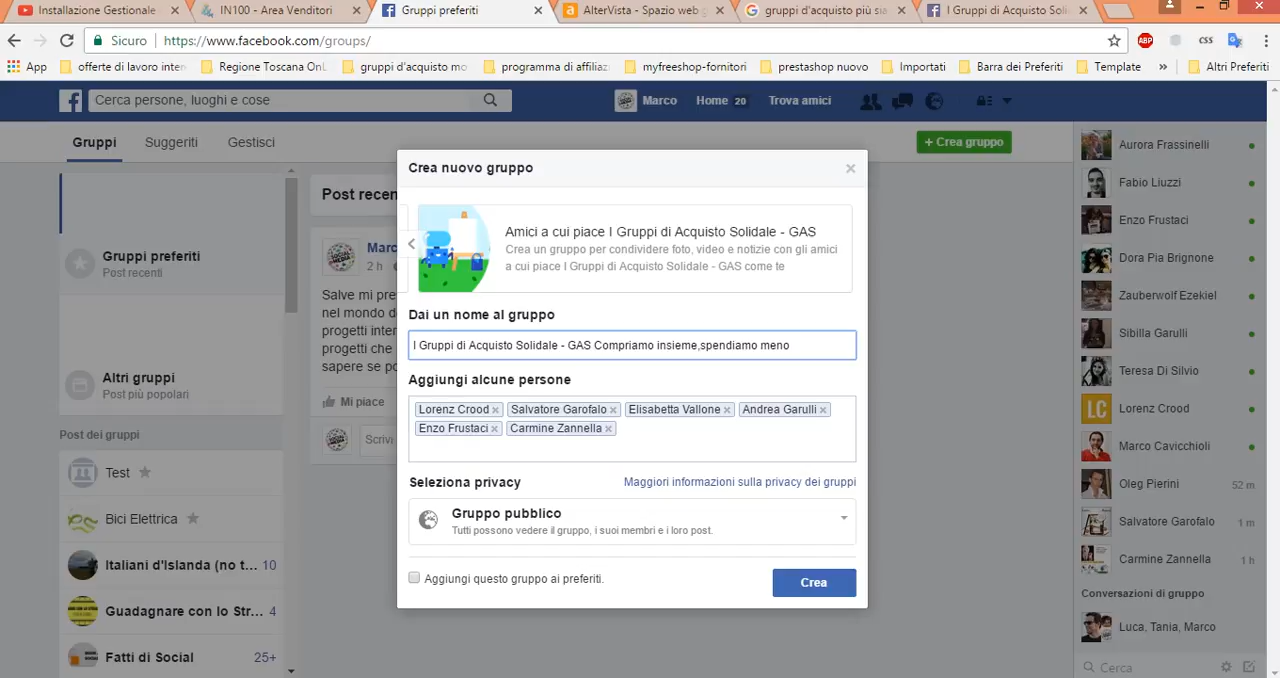 Installazione Gestionale
IN100 - Area Venditori
Gruppi preferiti
AlterVista - Spazio web g
gruppi d'acquisto più sia
I Gruppi di Acquisto Soli
Sicuro
https://www.facebook.com/groups/
ABP
CSS
App
offerte di lavoro inter
Regione Toscana OnL
gruppi d'acquisto mo
programma di affiliaz
myfreeshop-fornitori
prestashop nuovo
Importati
Barra dei Preferiti
Template
»
Altri Preferiti
Cerca persone, luoghi e cose
Marco
Home 20
Trova amici
Gruppi
Suggeriti
Gestisci
+ Crea gruppo
Gruppi preferiti
Post recenti
Altri gruppi
Post più popolari
Post dei gruppi
Test
Bici Elettrica
Italiani d'Islanda (no t... 10
Guadagnare con lo Str... 4
Fatti di Social 25+
Post recen
Marc
2 h
Salve mi pre
nel mondo de
progetti inter
progetti che
sapere se po
Mi piace
Scrivi
Crea nuovo gruppo
Amici a cui piace I Gruppi di Acquisto Solidale - GAS
Crea un gruppo per condividere foto, video e notizie con gli amici
a cui piace I Gruppi di Acquisto Solidale - GAS come te
Dai un nome al gruppo
I Gruppi di Acquisto Solidale - GAS Compriamo insieme,spendiamo meno
Aggiungi alcune persone
Lorenz Crood Salvatore Garofalo Elisabetta Vallone Andrea Garulli
Enzo Frustaci Carmine Zannella
Seleziona privacy
Maggiori informazioni sulla privacy dei gruppi
Gruppo pubblico
Tutti possono vedere il gruppo, i suoi membri e i loro post.
Aggiungi questo gruppo ai preferiti.
Crea
Aurora Frassinelli
Fabio Liuzzi
Enzo Frustaci
Dora Pia Brignone
Zauberwolf Ezekiel
Sibilla Garulli
Teresa Di Silvio
LC
Lorenz Crood
Marco Cavicchioli
Oleg Pierini 52 m
Salvatore Garofalo 1 m
Carmine Zannella 1 h
Conversazioni di gruppo
Luca, Tania, Marco
Cerca